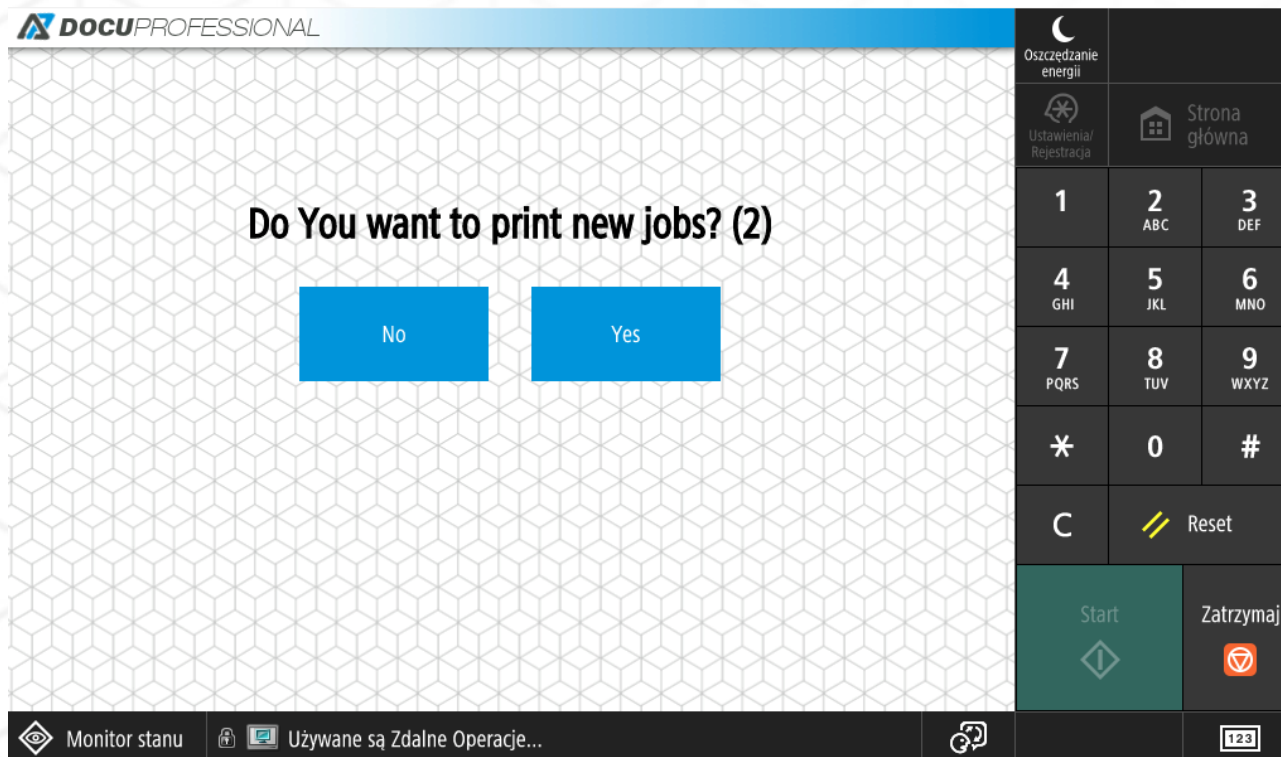 DOCUPROFESSIONAL
Do You want to print new jobs? (2)
No
Yes
Oszczędzanie
energii
Ustawienia/
Rejestracja
Strona
główna
1
2
ABC
3
DEF
4
GHI
5
JKL
6
MNO
7
PQRS
8
TUV
9
WXYZ
*
0
#
C
Reset
Start
Zatrzymaj
Monitor stanu
Używane są Zdalne Operacje...
123